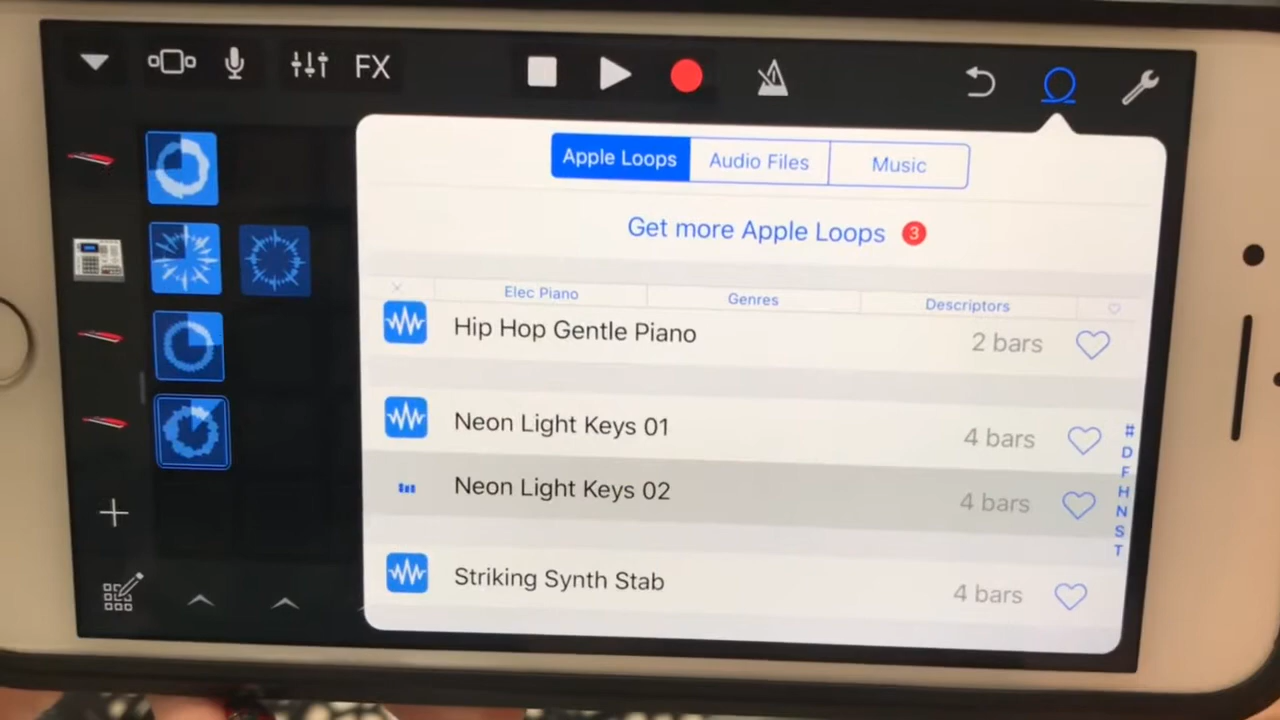 FX
Apple Loops
Audio Files
Music
Get more Apple Loops 3
Elec Piano
Genres
Descriptors
Hip Hop Gentle Piano
2 bars
Neon Light Keys 01
4 bars
Neon Light Keys 02
4 bars
Striking Synth Stab
4 bars
#
D
F
H
N
S
T